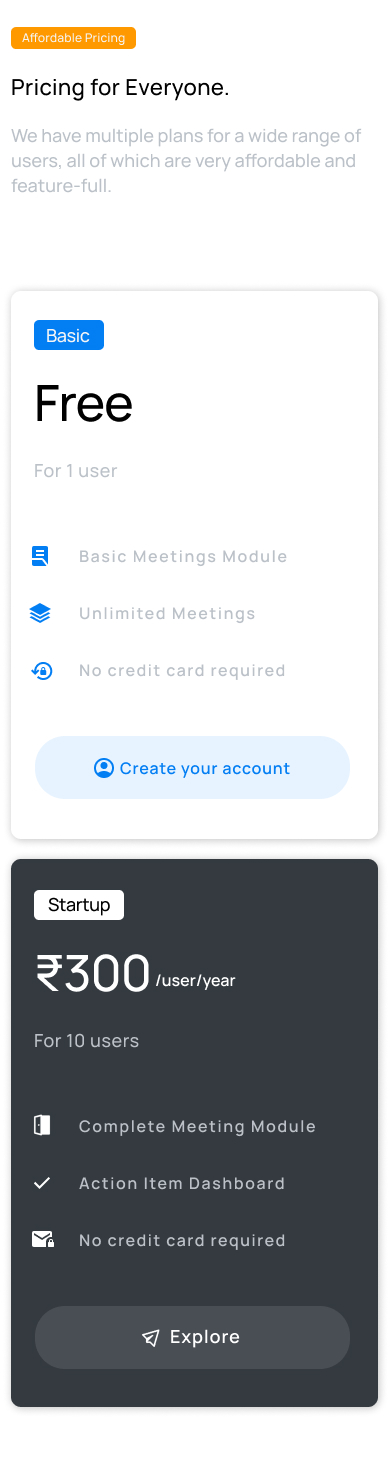 Affordable Pricing
Pricing for Everyone.
We have multiple plans for a wide range of
users, all of which are very affordable and
feature-full.
Basic
Free
For 1 user
Basic Meetings Module
Unlimited Meetings
No credit card required
Create your account
Startup
₹300 /user/year
For 10 users
Complete Meeting Module
Action Item Dashboard
No credit card required
Explore